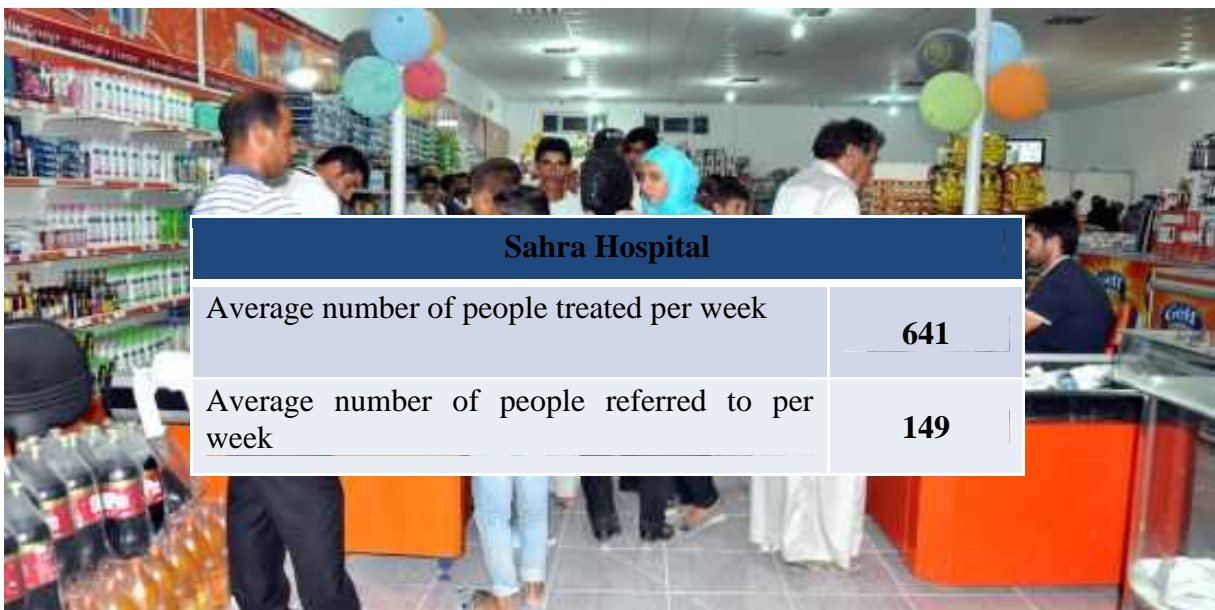 Sahra Hospital
Average number of people treated per week
641
Average number of people referred to per
week
149